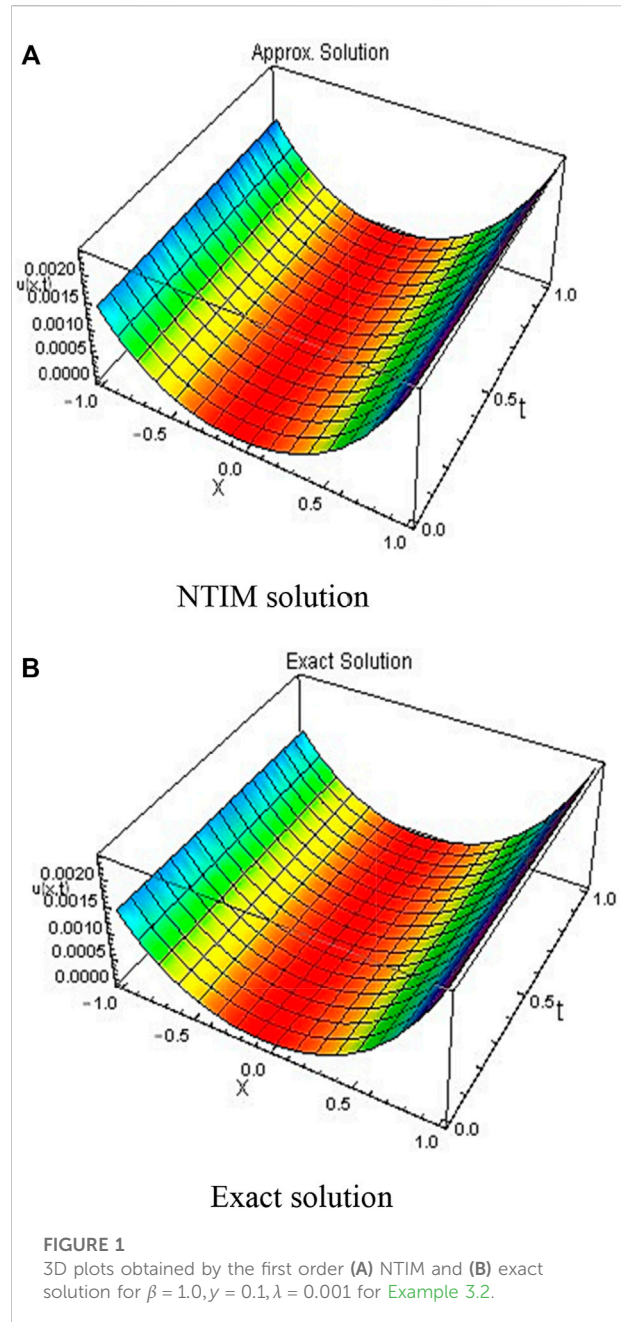 A
Approx. Solution
0.0020
u(x,t)
0.0015
0.0010
0.0005
0.0000
-1.0
-0.5
0.0
X
0.5
1.0
0.0
0.5
t
1.0
NTIM solution
B
Exact Solution
0.0020
u(x,t)
0.0015
0.0010
0.0005
0.0000
-1.0
-0.5
0.0
X
0.5
1.0
0.0
0.5
t
1.0
Exact solution
FIGURE 1
3D plots obtained by the first order (A) NTIM and (B) exact
solution for β = 1.0, y = 0.1, λ = 0.001 for Example 3.2.